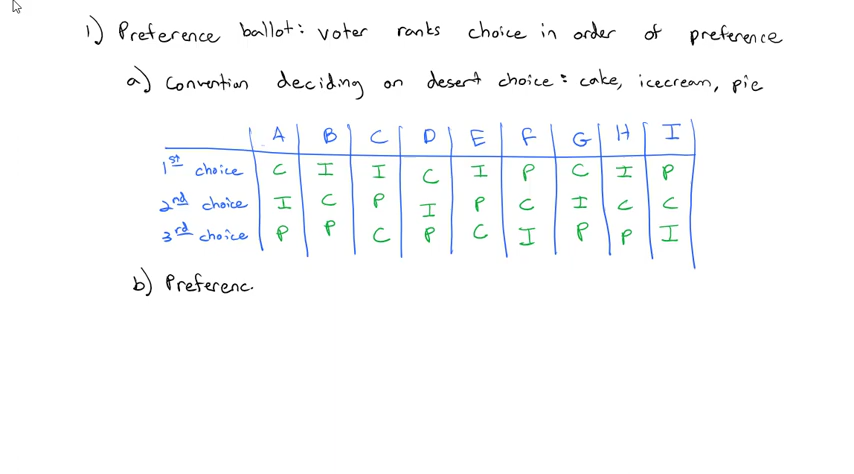 1) Preference ballot: voter ranks choice in order of preference
a) Convention deciding on desert choice: cake, icecream, pie
A B C D E F G H I
1st choice C I I C I P C I P
2nd choice I C P I P C I C C
3rd choice P P C P C I P P I
b) Preferenc